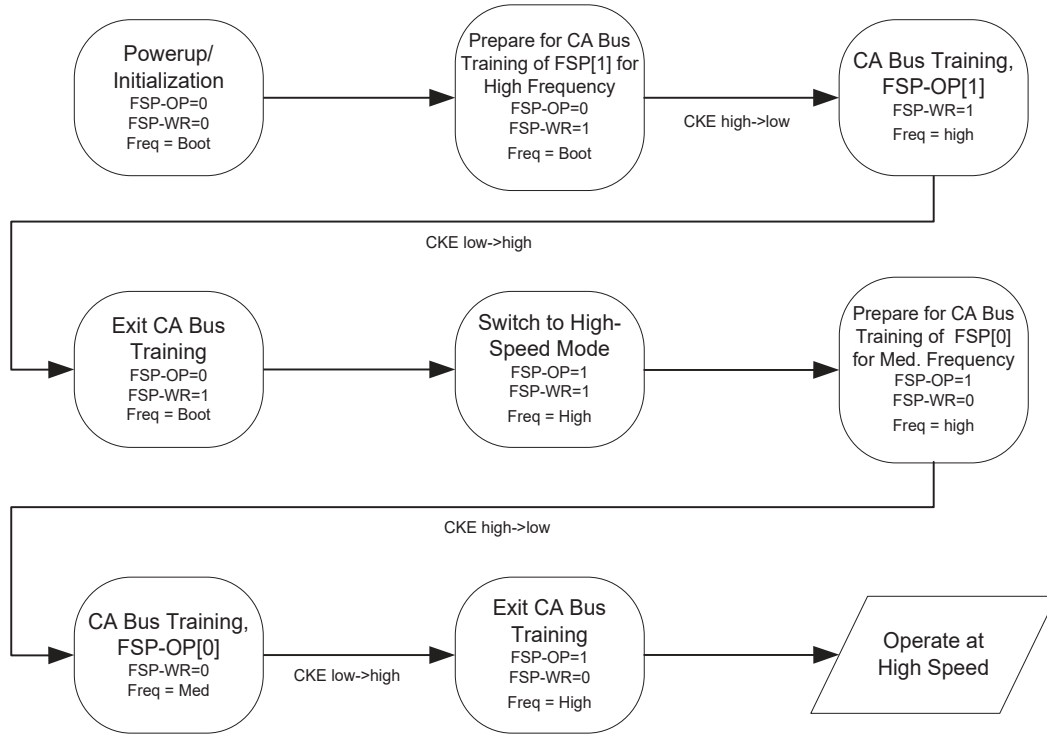 Powerup/
Initialization
FSP-OP=0
FSP-WR=0
Freq = Boot
Prepare for CA Bus
Training of FSP[1] for
High Frequency
FSP-OP=0
FSP-WR=1
Freq = Boot
CKE high->low
CA Bus Training,
FSP-OP[1]
FSP-WR=1
Freq = high
CKE low->high
Exit CA Bus
Training
FSP-OP=0
FSP-WR=1
Freq = Boot
Switch to High-
Speed Mode
FSP-OP=1
FSP-WR=1
Freq = High
Prepare for CA Bus
Training of FSP[0]
for Med. Frequency
FSP-OP=1
FSP-WR=0
Freq = high
CKE high->low
CA Bus Training,
FSP-OP[0]
FSP-WR=0
Freq = Med
CKE low->high
Exit CA Bus
Training
FSP-OP=1
FSP-WR=0
Freq = High
Operate at
High Speed